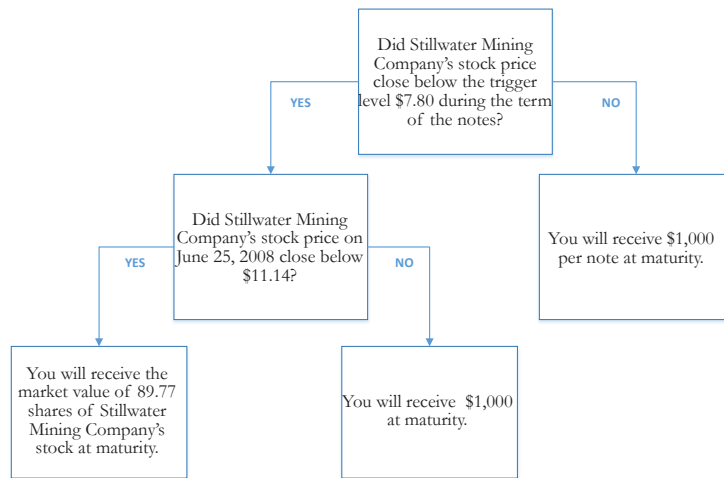 Did Stillwater Mining
Company's stock price
close below the trigger
level $7.80 during the term
of the notes?
YES
NO
Did Stillwater Mining
Company's stock price on
June 25, 2008 close below
$11.14?
You will receive $1,000
per note at maturity.
YES
NO
You will receive the
market value of 89.77
shares of Stillwater
Mining Company's
stock at maturity.
You will receive $1,000
at maturity.